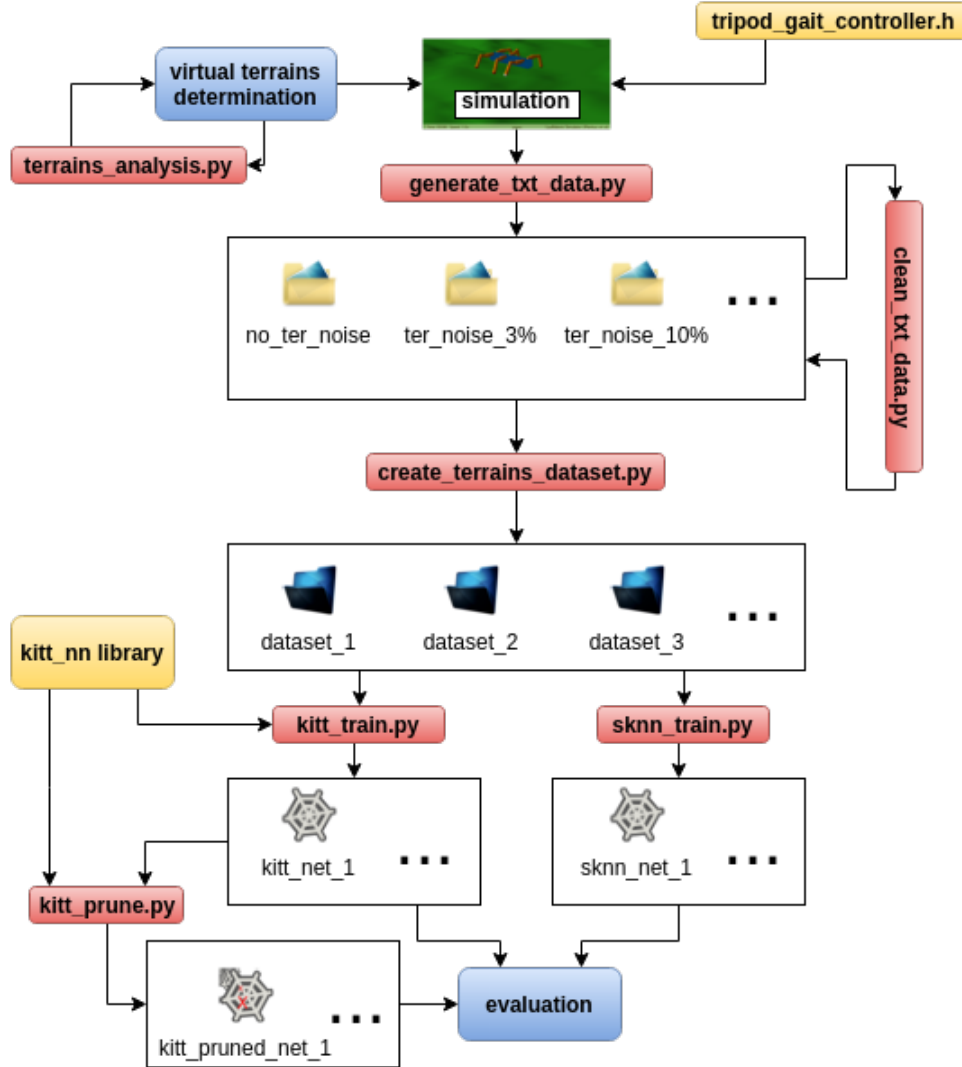 tripod_gait_controller.h
virtual terrains
determination
simulation
terrains_analysis.py
generate_txt_data.py
clean_txt_data.py
no_ter_noise
ter_noise_3%
ter_noise_10%
...
create_terrains_dataset.py
dataset_1
dataset_2
dataset_3
...
kitt_nn library
kitt_train.py
sknn_train.py
kitt_net_1
...
sknn_net_1
...
kitt_prune.py
kitt_pruned_net_1
...
evaluation